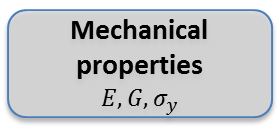 Mechanical
properties
E, G, σy